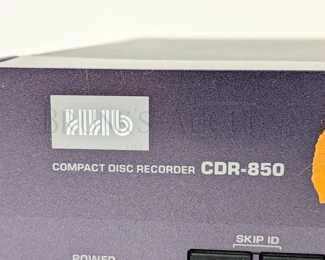 HHB
COMPACT DISC RECORDER CDR-850
SKIP ID
POWER